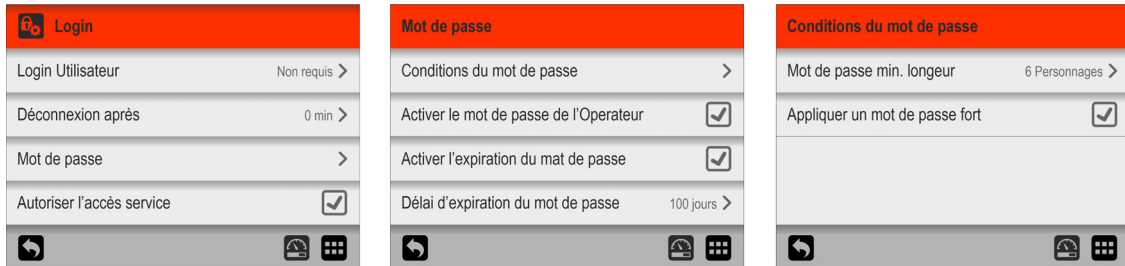 Login
Login Utilisateur Non requis
Déconnexion après 0 min
Mot de passe
Autoriser l'accès service
Mot de passe
Conditions du mot de passe
Activer le mot de passe de l'Operateur
Activer l'expiration du mat de passe
Délai d'expiration du mot de passe 100 jours
Conditions du mot de passe
Mot de passe min. longeur 6 Personnages
Appliquer un mot de passe fort